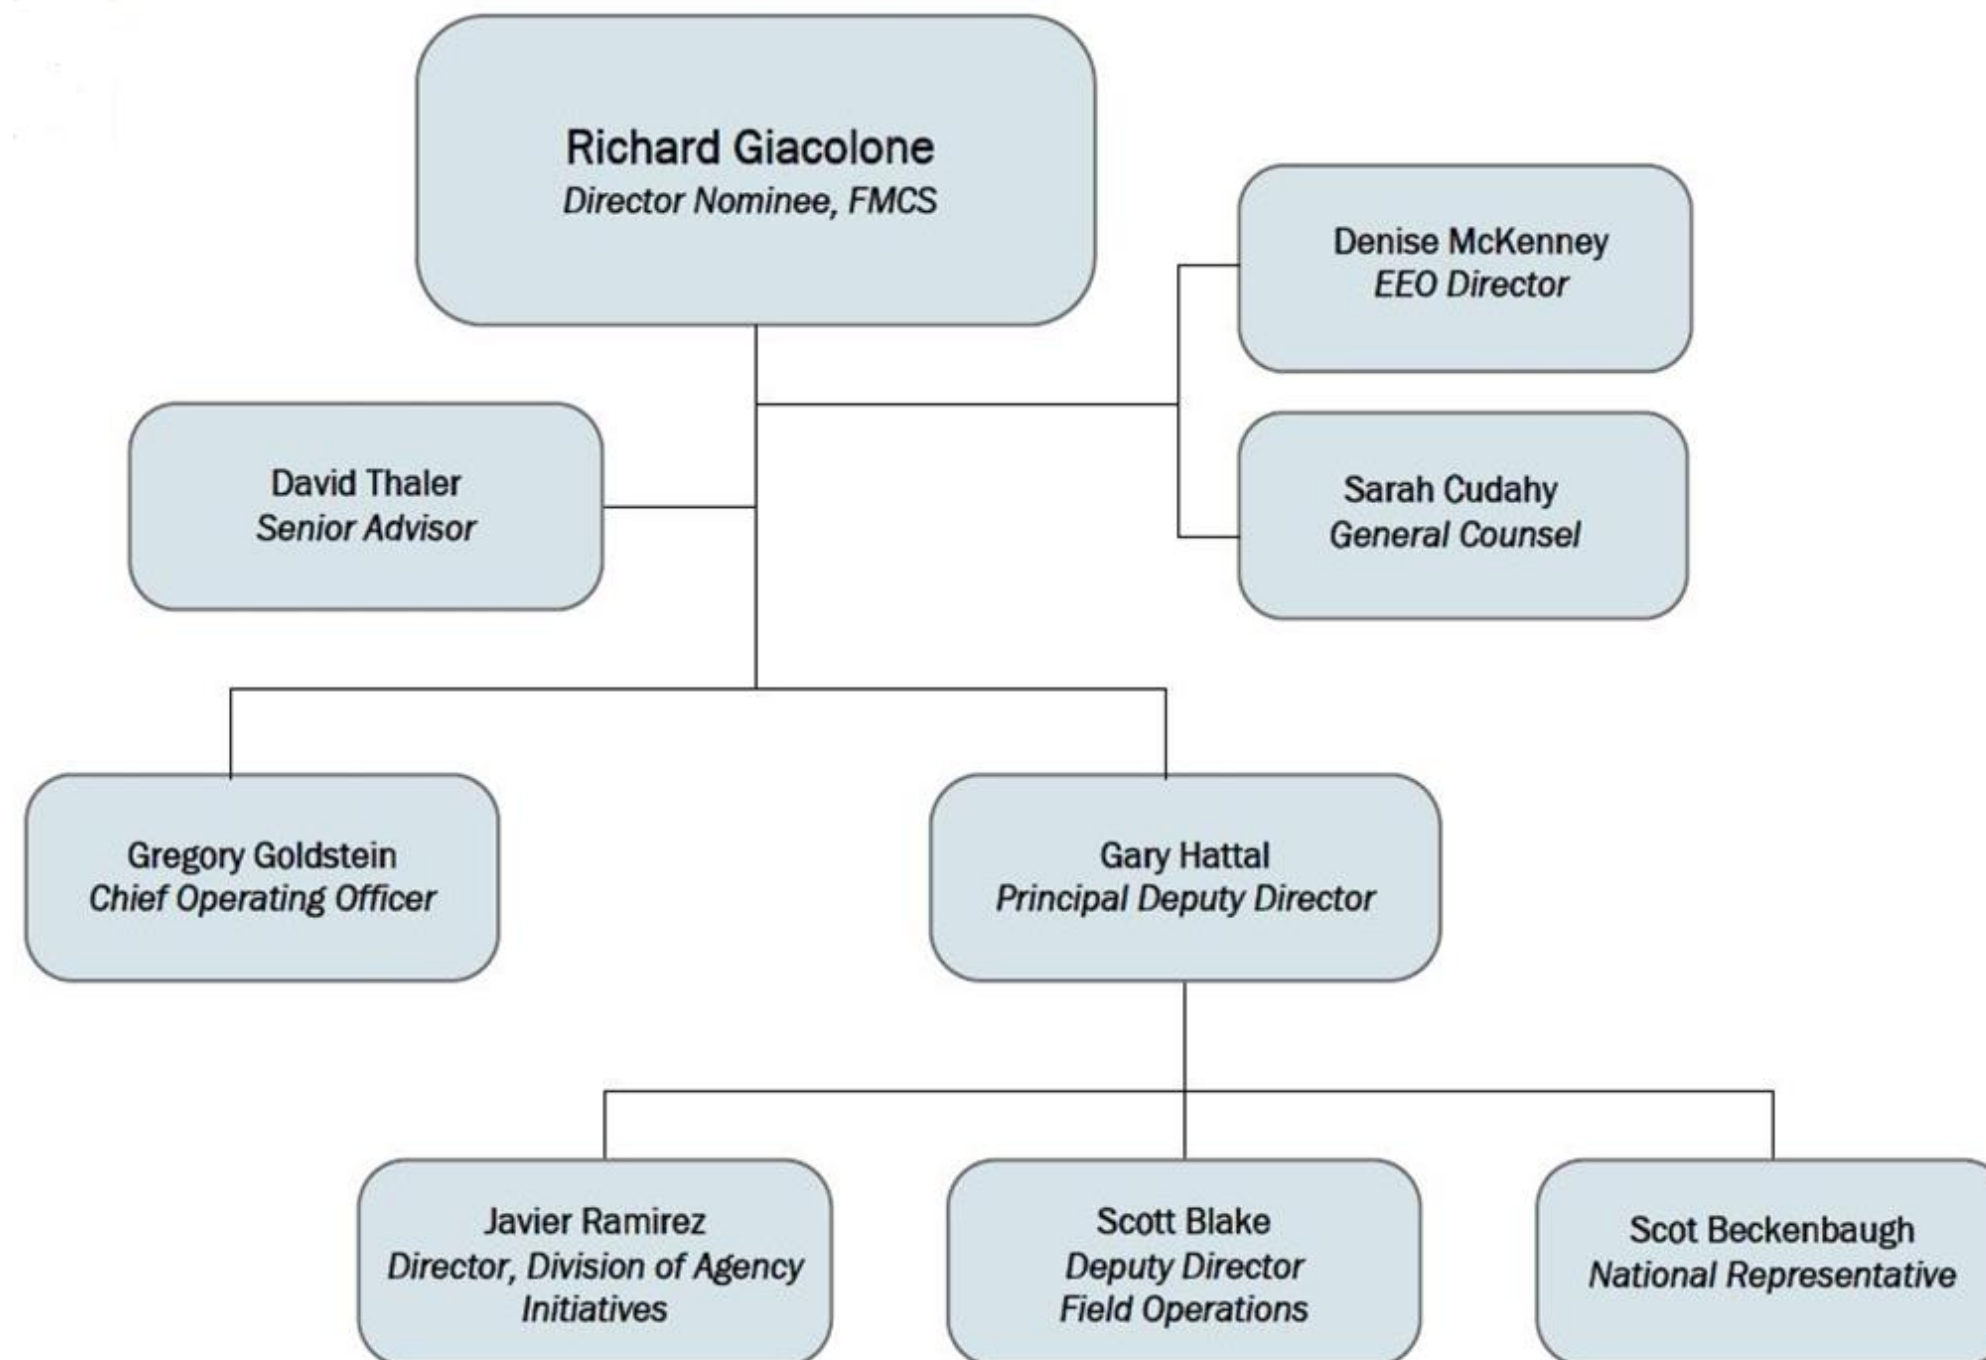 Richard Giacolone
Director Nominee, FMCS
Denise McKenney
EEO Director
David Thaler
Senior Advisor
Sarah Cudahy
General Counsel
Gregory Goldstein
Chief Operating Officer
Gary Hattal
Principal Deputy Director
Javier Ramirez
Director, Division of Agency
Initiatives
Scott Blake
Deputy Director
Field Operations
Scot Beckenbaugh
National Representative